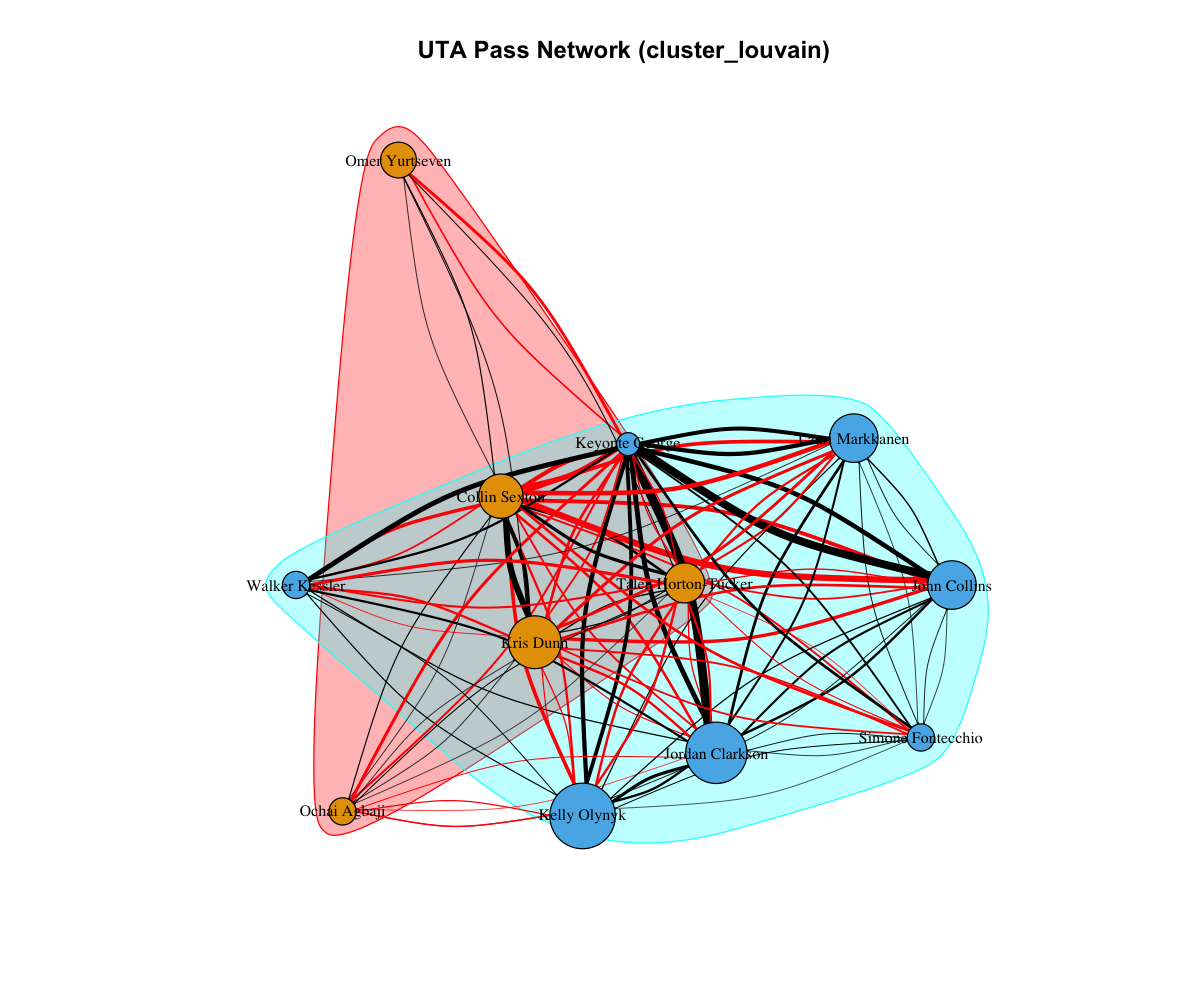 UTA Pass Network (cluster_louvain)
Omer Yurtseven
Keyonte George
Markkanen
Collin Sexton
Walker Kessler
Talen Horton-Tucker
John Collins
Kris Dunn
Simone Fontecchio
Jordan Clarkson
Ochai Agbaji
Kelly Olynyk